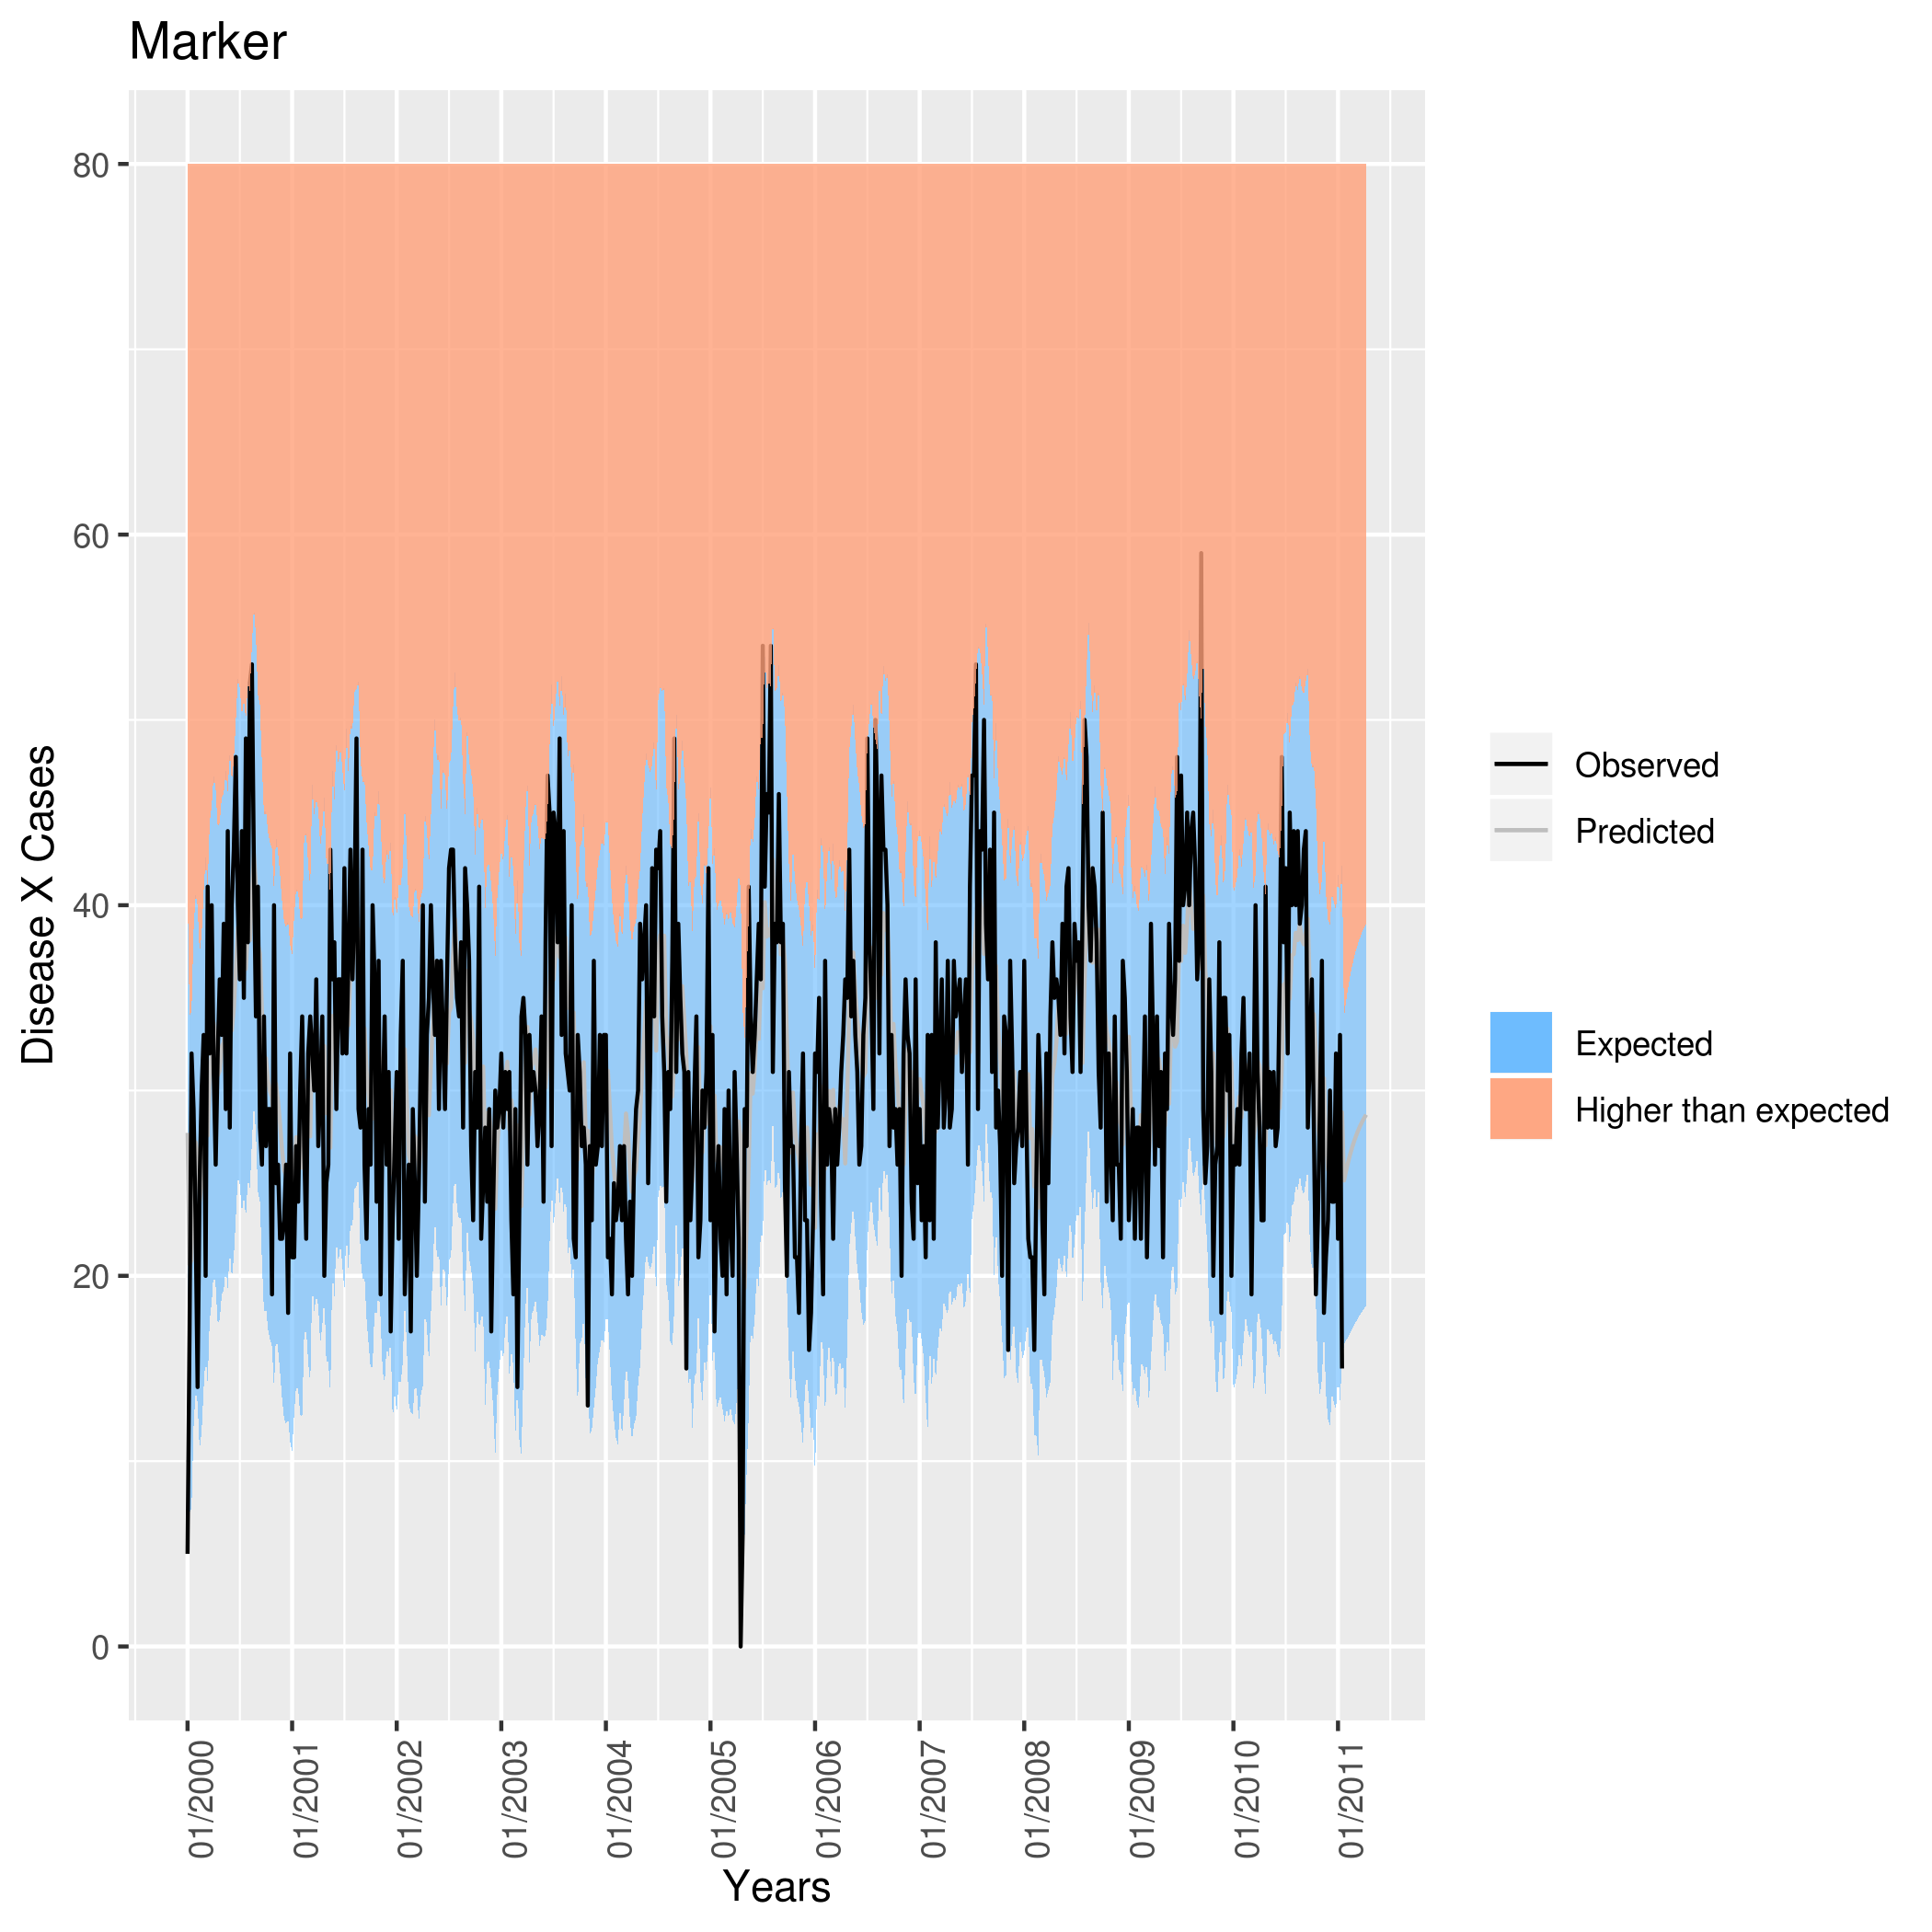 Marker
Disease X Cases
80
60
40
20
0
01/2000
01/2001
01/2002
01/2003
01/2004
01/2005
01/2006
01/2007
01/2008
01/2009
01/2010
01/2011
Years
Observed
Predicted
Expected
Higher than expected